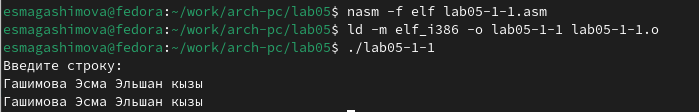 esmagashimova@fedora:~/work/arch-pc/lab05$ nasm -f elf lab05-1-1.asm
esmagashimova@fedora:~/work/arch-pc/lab05$ ld -m elf_i386 -o lab05-1-1 lab05-1-1.o
esmagashimova@fedora:~/work/arch-pc/lab05$ ./lab05-1-1
Введите строку:
Гашимова Эсма Эльшан кызы
Гашимова Эсма Эльшан кызы